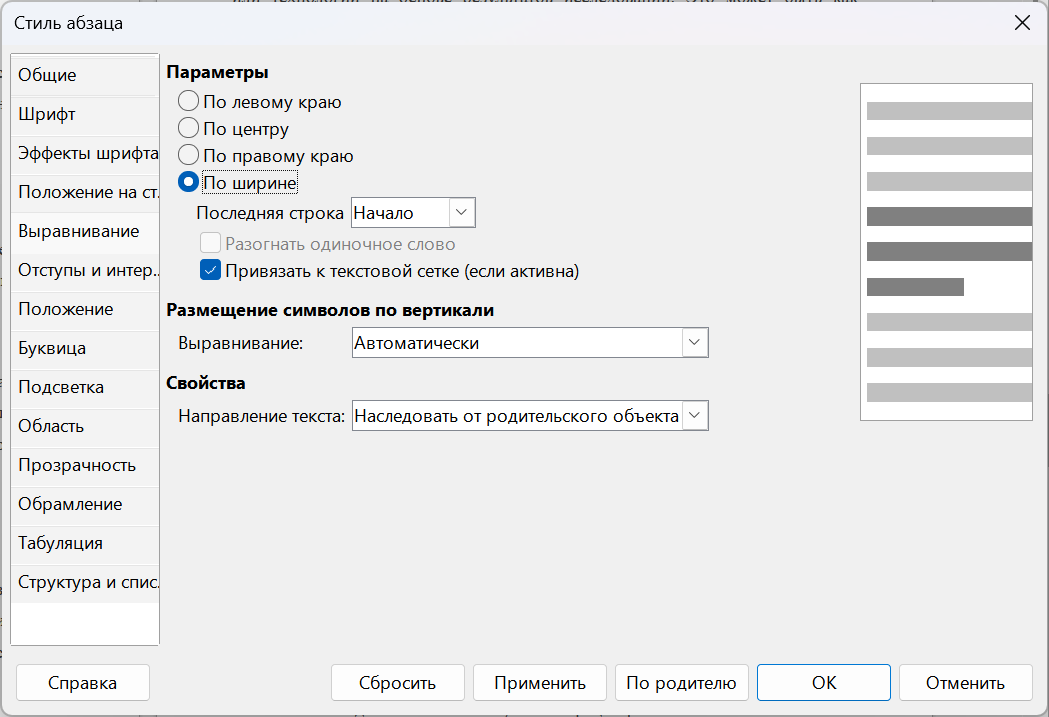 Стиль абзаца
Общие
Шрифт
Эффекты шрифта
Положение на ст.
Выравнивание
Отступы и интер..
Положение
Буквица
Подсветка
Область
Прозрачность
Обрамление
Табуляция
Структура и спис.
Параметры
По левому краю
По центру
По правому краю
По ширине
Последняя строка Начало
Разогнать одиночное слово
Привязать к текстовой сетке (если активна)
Размещение символов по вертикали
Выравнивание: Автоматически
Свойства
Направление текста: Наследовать от родительского объекта
Справка Сбросить Применить По родителю ОК Отменить